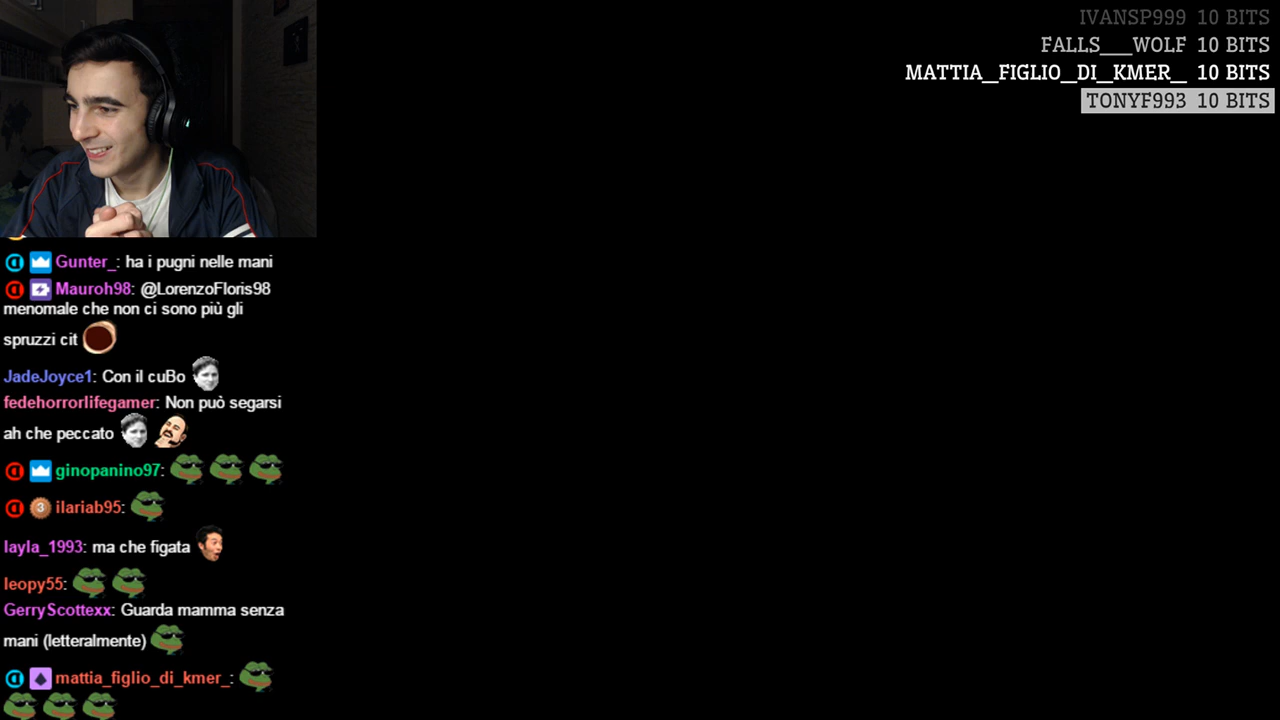 IVANSP999 10 BITS
FALLS___WOLF 10 BITS
MATTIA_FIGLIO_DI_KMER_ 10 BITS
TONYF993 10 BITS
Gunter_: ha i pugni nelle mani
Mauroh98: @LorenzoFloris98
menomale che non ci sono più gli
spruzzi cit
JadeJoyce1: Con il cuBo
fedehorrorlifegamer: Non può segarsi
ah che peccato
ginopanino97:
3 ilariab95:
layla_1993: ma che figata
leopy55:
GerryScottexx: Guarda mamma senza
mani (letteralmente)
mattia_figlio_di_kmer_: